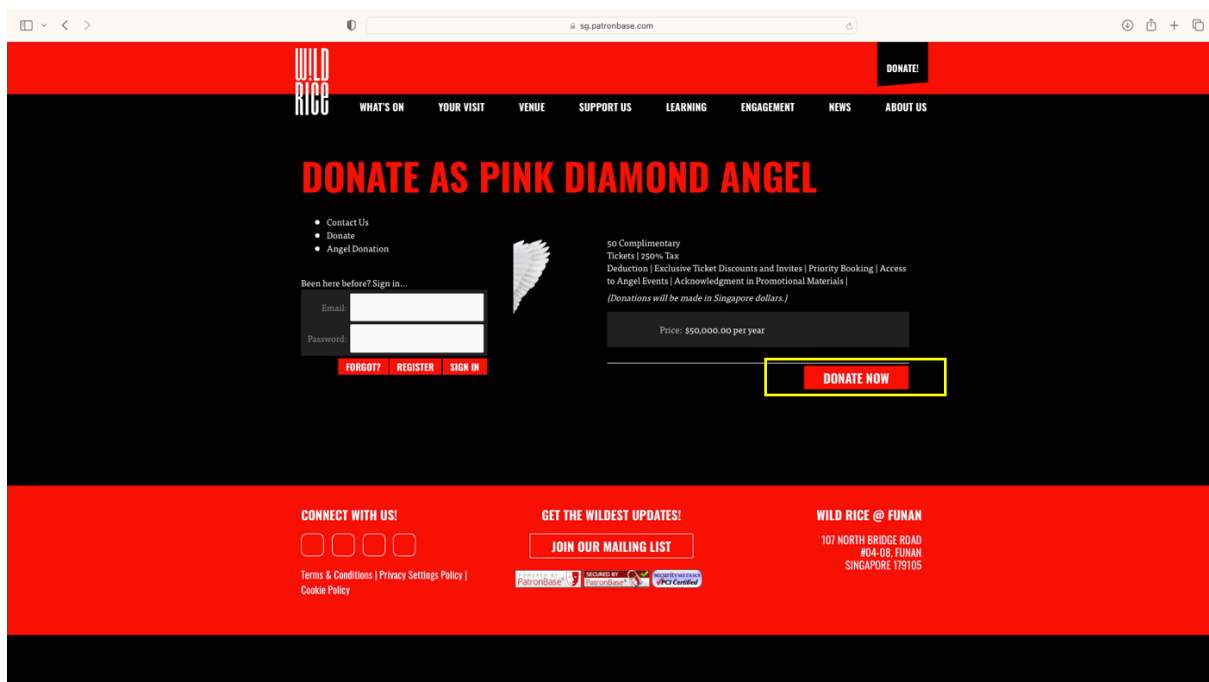 sg.patronbase.com
W!LD
RICE
DONATE!
WHAT'S ON YOUR VISIT VENUE SUPPORT US LEARNING ENGAGEMENT NEWS ABOUT US
DONATE AS PINK DIAMOND ANGEL
Contact Us
Donate
Angel Donation
Been here before? Sign in...
Email:
Password:
FORGOT? REGISTER SIGN IN
50 Complimentary
Tickets | 250% Tax
Deduction | Exclusive Ticket Discounts and Invites | Priority Booking | Access
to Angel Events | Acknowledgment in Promotional Materials |
(Donations will be made in Singapore dollars.)
Price: $50,000.00 per year
DONATE NOW
CONNECT WITH US!
Terms & Conditions | Privacy Settings Policy |
Cookie Policy
GET THE WILDEST UPDATES!
JOIN OUR MAILING LIST
POWERED BY
PatronBase
SECURED BY
PatronBase
SECURITYMETRICS
PCI Certified
WILD RICE @ FUNAN
107 NORTH BRIDGE ROAD
#04-08, FUNAN
SINGAPORE 179105